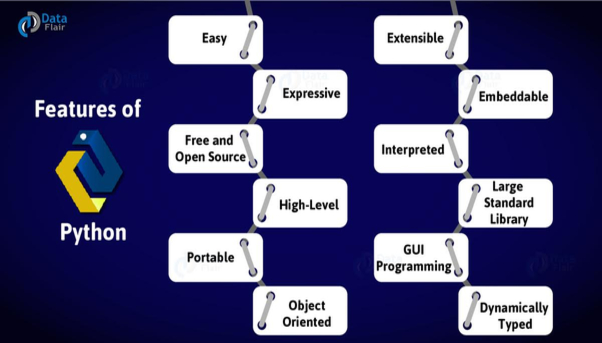 Data
Flair
Features of
Python
Easy
Expressive
Free and
Open Source
High-Level
Portable
Object
Oriented
Extensible
Embeddable
Interpreted
Large
Standard
Library
GUI
Programming
Dynamically
Typed